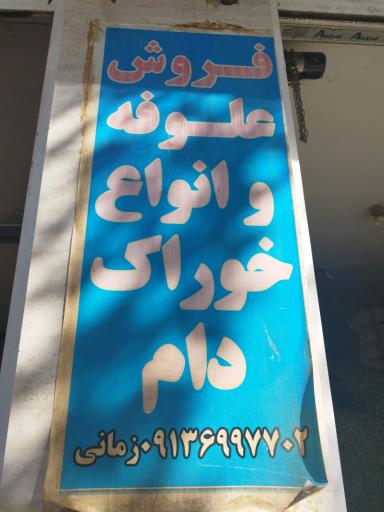 فروش
علوفه
و انواع
خوراک
دام
۰۹۱۳۶۹۹۷۷۰۲ زمانی